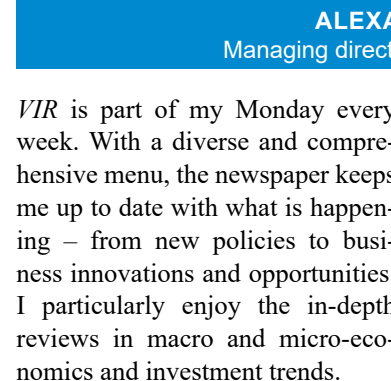 ALEXA
Managing direct
VIR is part of my Monday every
week. With a diverse and compre-
hensive menu, the newspaper keeps
me up to date with what is happen-
ing – from new policies to busi-
ness innovations and opportunities.
I particularly enjoy the in-depth
reviews in macro and micro-eco-
nomics and investment trends.